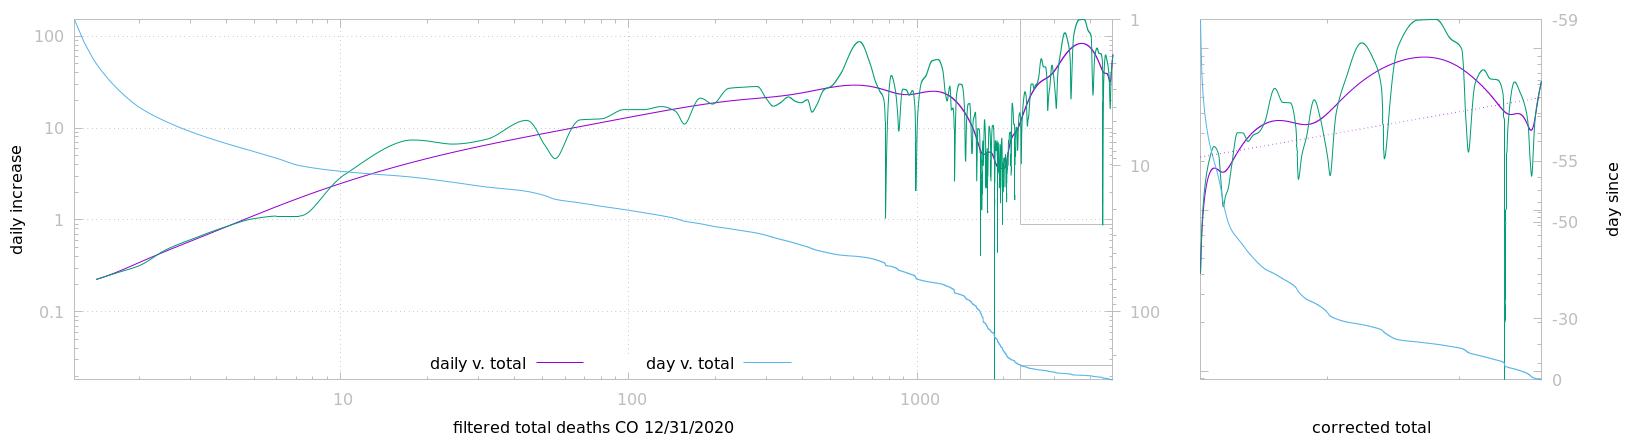 100
10
1
0.1
daily increase
1
10
100
-59
-55
-50
-30
0
day since
daily v. total
day v. total
10
100
1000
filtered total deaths CO 12/31/2020
corrected total